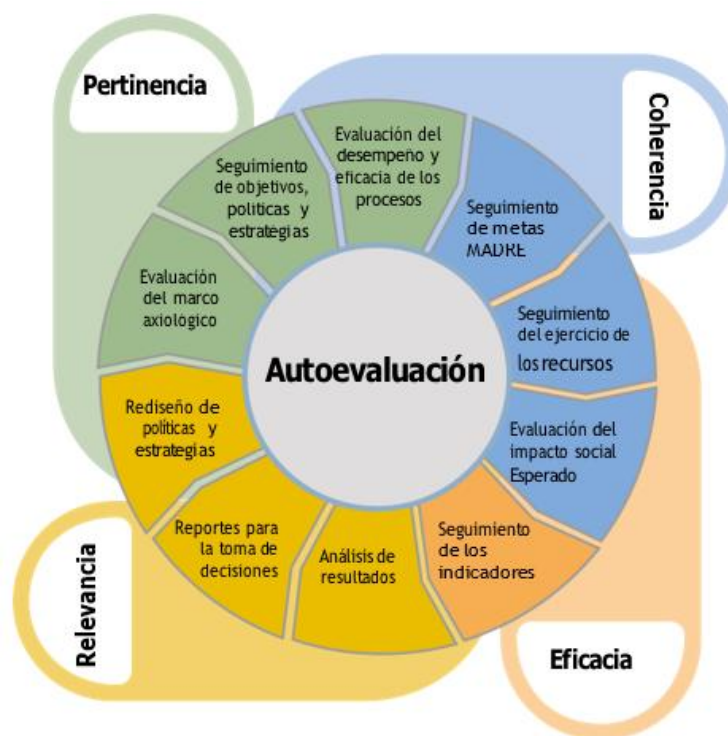 Pertinencia
Coherencia
Evaluación del
desempeño y
eficacia de los
procesos
Seguimiento
de objetivos,
políticas y
estrategias
Seguimiento
de metas
MADRE
Evaluación
del marco
axiológico
Seguimiento
del ejercicio de
los recursos
Autoevaluación
Rediseño de
políticas y
estrategias
Evaluación del
impacto social
Esperado
Reportes para
la toma de
decisiones
Análisis de
resultados
Seguimiento
de los
indicadores
Relevancia
Eficacia